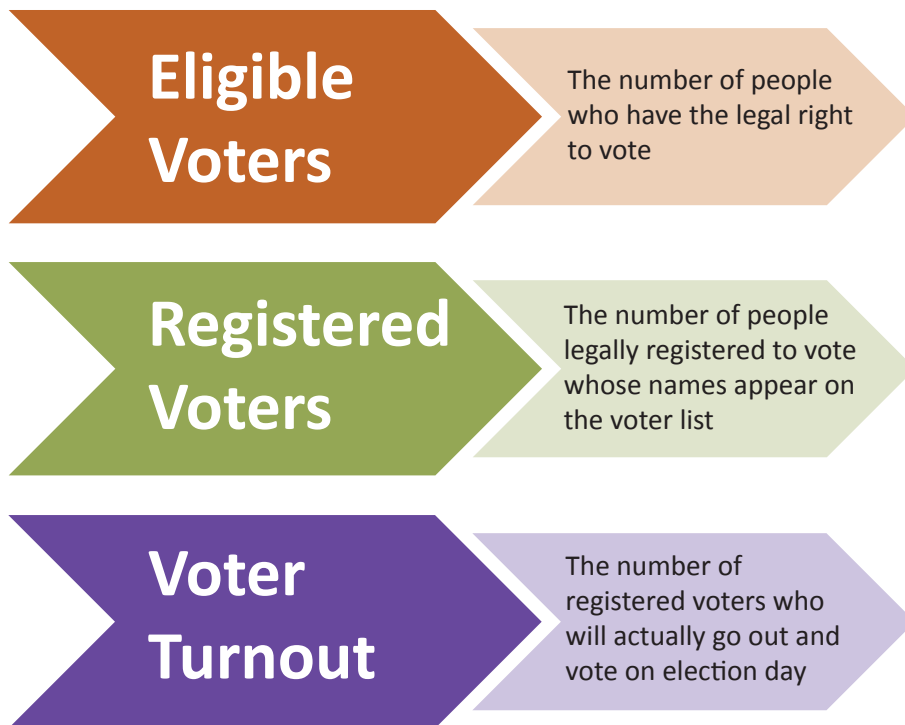 Eligible
Voters
The number of people
who have the legal right
to vote
Registered
Voters
The number of people
legally registered to vote
whose names appear on
the voter list
Voter
Turnout
The number of
registered voters who
will actually go out and
vote on election day